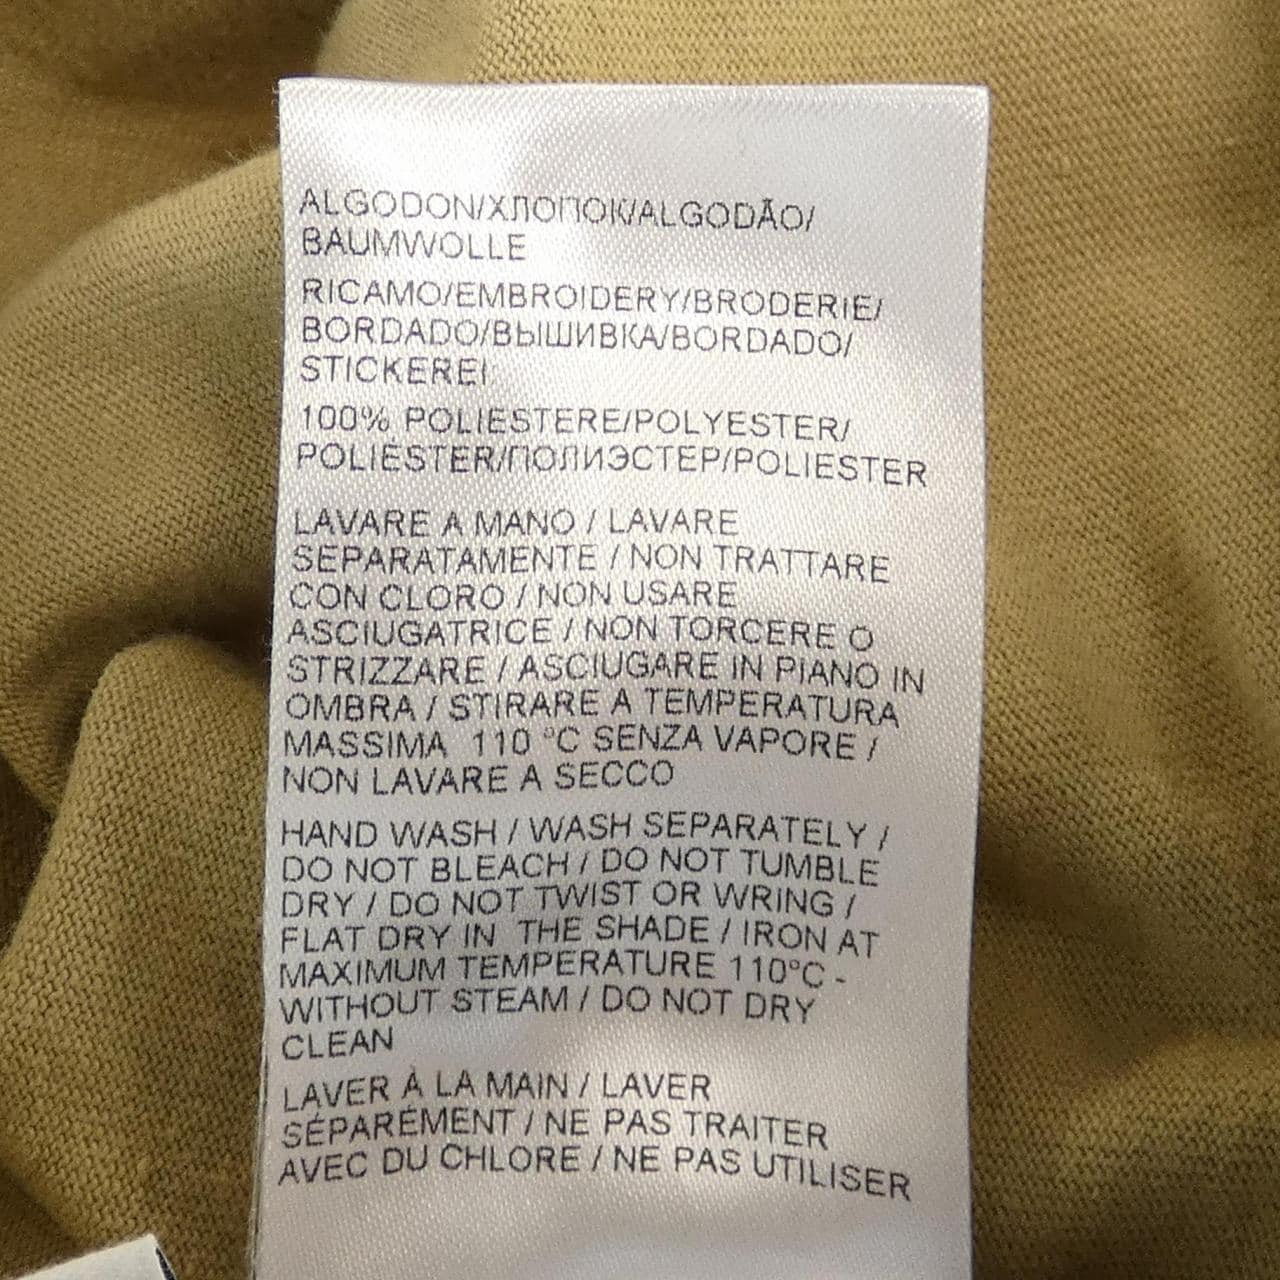 ALGODON/ХЛОПОК/ALGODÃO/
BAUMWOLLE
RICAMO/EMBROIDERY/BRODERIE/
BORDADO/ВЫШИВКА/BORDADO/
STICKEREI
100% POLIESTERE/POLYESTER/
POLIÉSTER/ПОЛИЭСТЕР/POLIESTER
LAVARE A MANO / LAVARE
SEPARATAMENTE / NON TRATTARE
CON CLORO / NON USARE
ASCIUGATRICE / NON TORCERE O
STRIZZARE / ASCIUGARE IN PIANO IN
OMBRA / STIRARE A TEMPERATURA
MASSIMA 110 °C SENZA VAPORE /
NON LAVARE A SECCO
HAND WASH / WASH SEPARATELY /
DO NOT BLEACH / DO NOT TUMBLE
DRY / DO NOT TWIST OR WRING /
FLAT DRY IN THE SHADE / IRON AT
MAXIMUM TEMPERATURE 110°C -
WITHOUT STEAM / DO NOT DRY
CLEAN
LAVER À LA MAIN / LAVER
SÉPARÉMENT / NE PAS TRAITER
AVEC DU CHLORE / NE PAS UTILISER